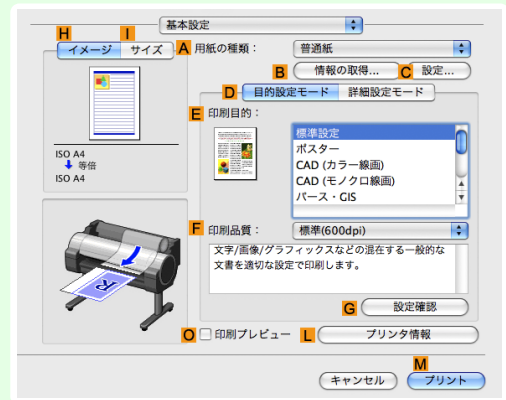 基本設定
H
I
イメージ サイズ
A 用紙の種類： 普通紙
B 情報の取得... C 設定...
D 目的設定モード 詳細設定モード
E 印刷目的：
標準設定
ポスター
CAD (カラー線画)
CAD (モノクロ線画)
パース・GIS
ISO A4
等倍
ISO A4
F 印刷品質： 標準(600dpi)
文字/画像/グラフィックスなどの混在する一般的な
文書を適切な設定で印刷します。
G 設定確認
O 印刷プレビュー L プリンタ情報
M
キャンセル プリント